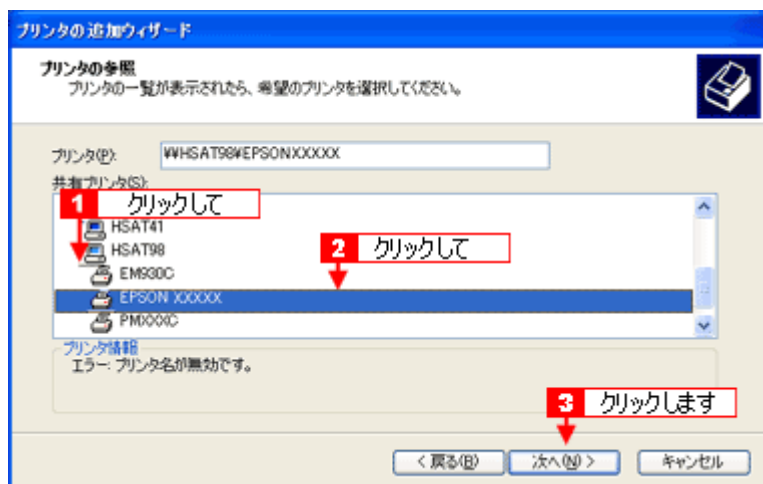 プリンタの追加ウィザード
プリンタの参照
プリンタの一覧が表示されたら、希望のプリンタを選択してください。
プリンタ(P): ¥¥HSAT98¥EPSONXXXXX
共有プリンタ(S):
1 クリックして
HSAT41
HSAT98
2 クリックして
EM930C
EPSON XXXXX
PMXXXC
プリンタ情報
エラー: プリンタ名が無効です。
3 クリックします
< 戻る(B)
次へ(N) >
キャンセル